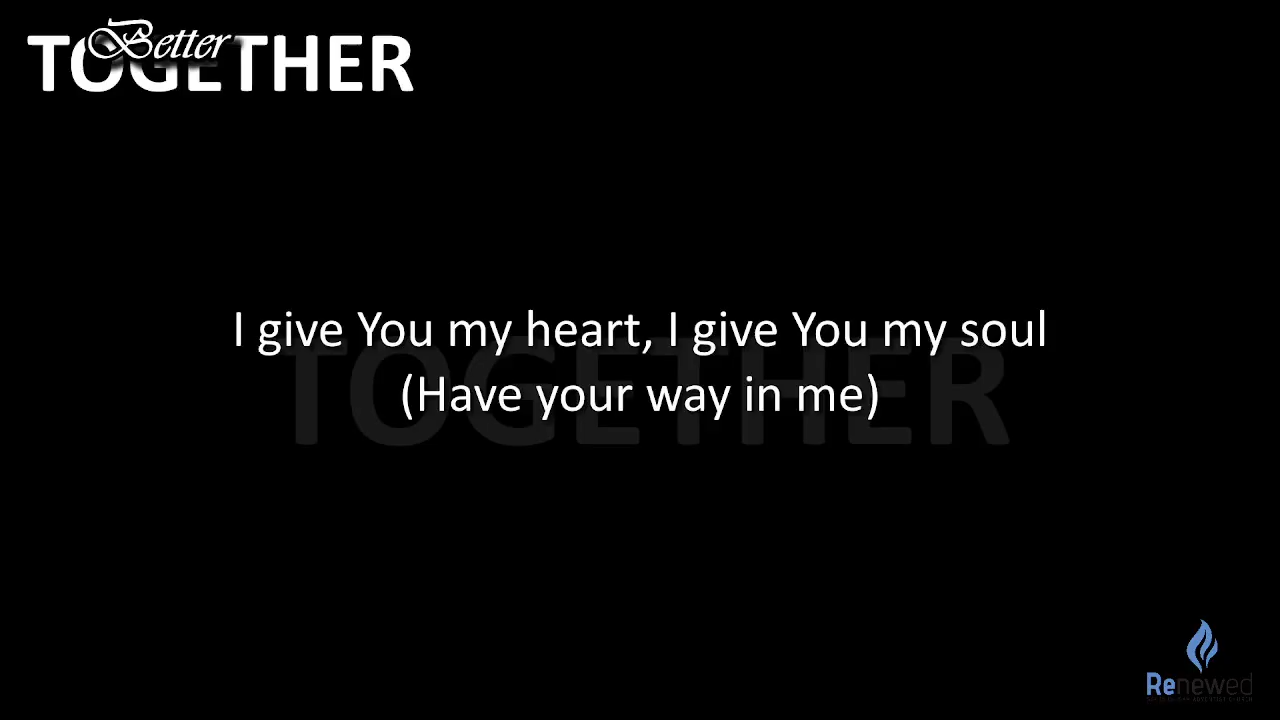 Better
TOGETHER
I give You my heart, I give You my soul
TOGETHER
(Have your way in me)
Renewed